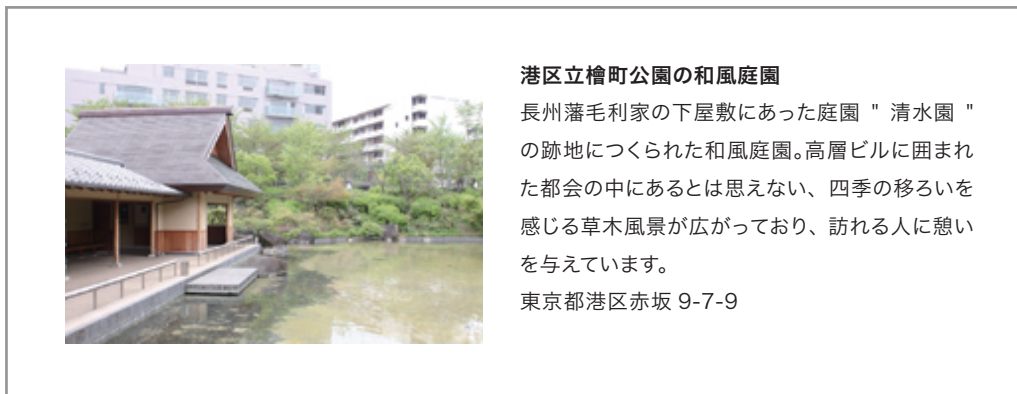 港区立檜町公園の和風庭園
長州藩毛利家の下屋敷にあった庭園 " 清水園 "
の跡地につくられた和風庭園。高層ビルに囲まれ
た都会の中にあるとは思えない、四季の移ろいを
感じる草木風景が広がっており、訪れる人に憩い
を与えています。
東京都港区赤坂 9-7-9